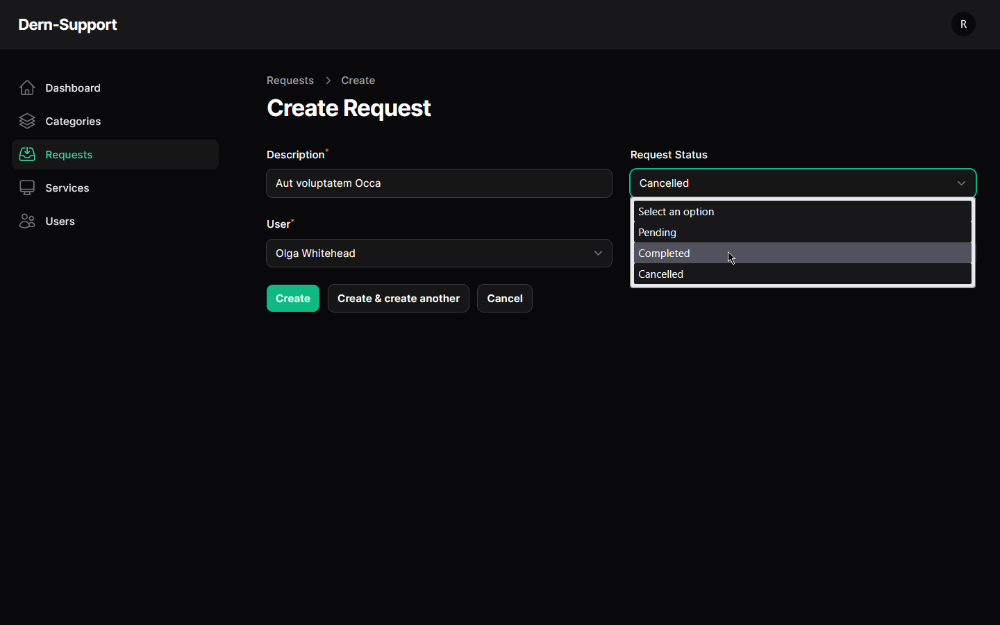 Dern-Support
R
Dashboard
Categories
Requests
Services
Users
Requests > Create
Create Request
Description*
Aut voluptatem Occa
Request Status
Cancelled
Select an option
Pending
Completed
Cancelled
User*
Olga Whitehead
Create
Create & create another
Cancel